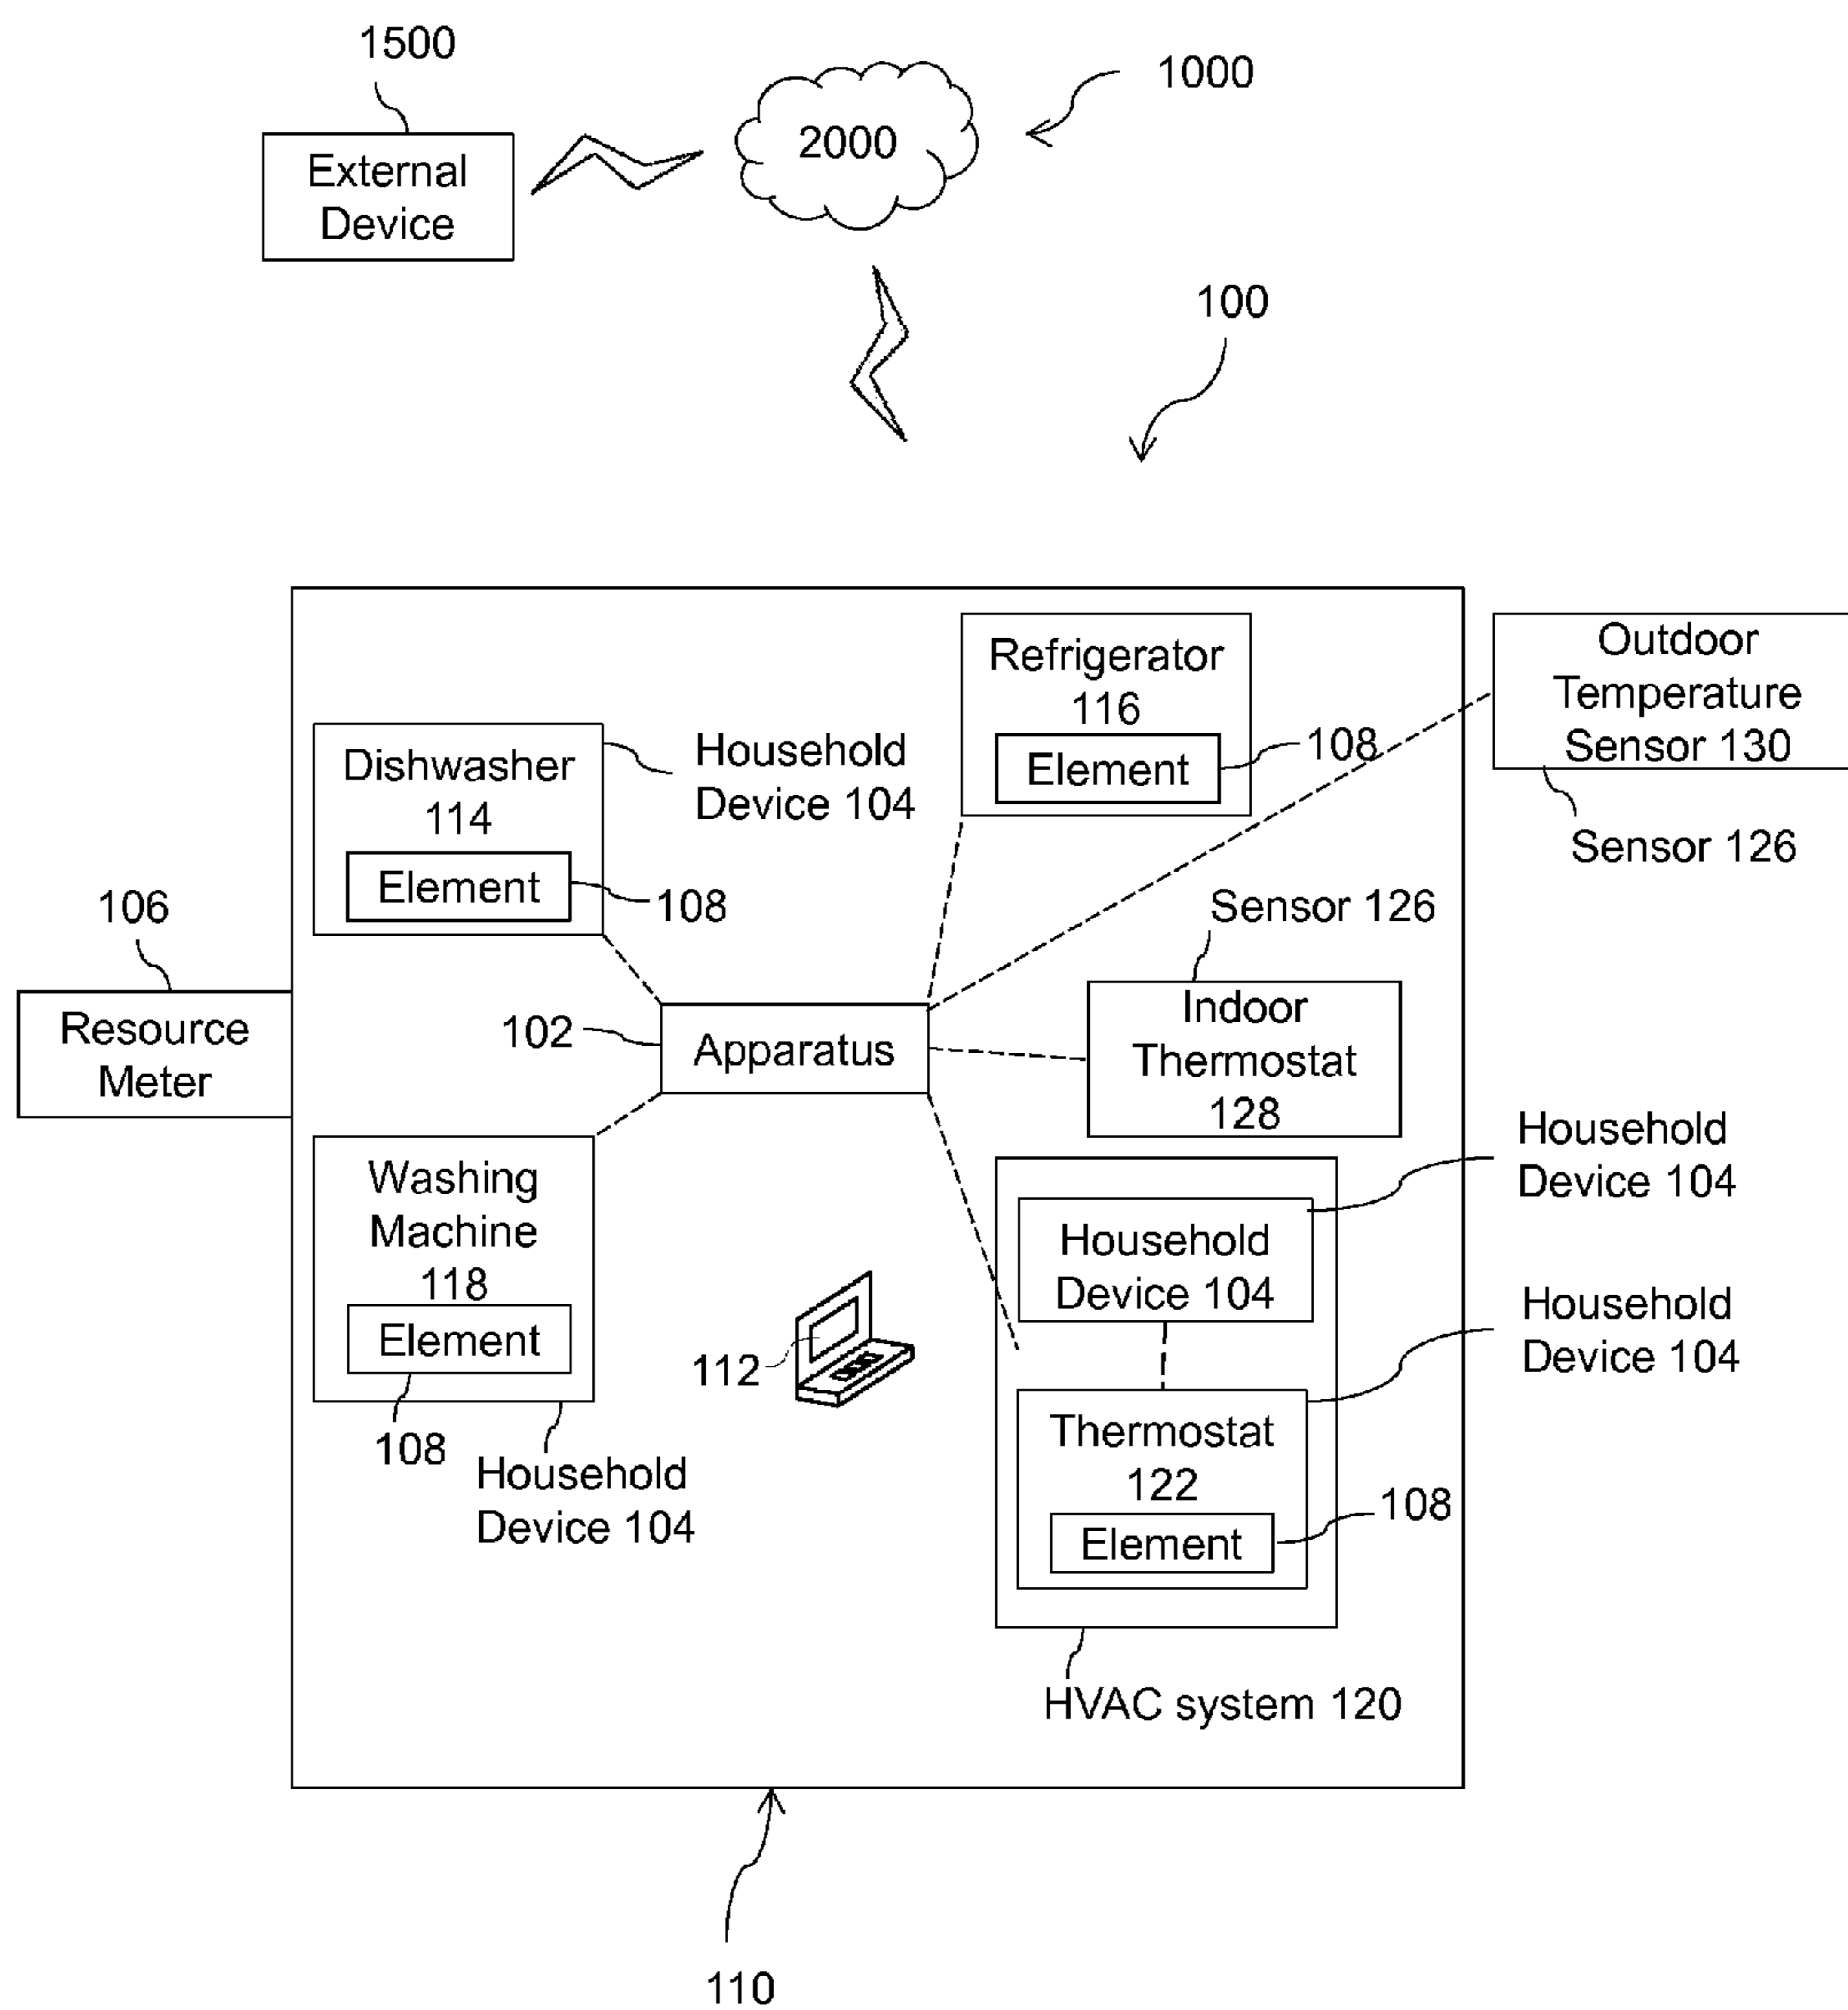 1500
1000
2000
External
Device
100
Outdoor
Temperature
Sensor 130
Refrigerator
116
Element
108
Household
Device 104
Dishwasher
114
Element
108
Sensor 126
Sensor 126
106
Resource
Meter
102
Apparatus
Indoor
Thermostat
128
Household
Device 104
Washing
Machine
118
Element
108
Household
Device 104
112
Household
Device 104
Household
Device 104
Thermostat
122
Element
108
HVAC system 120
110